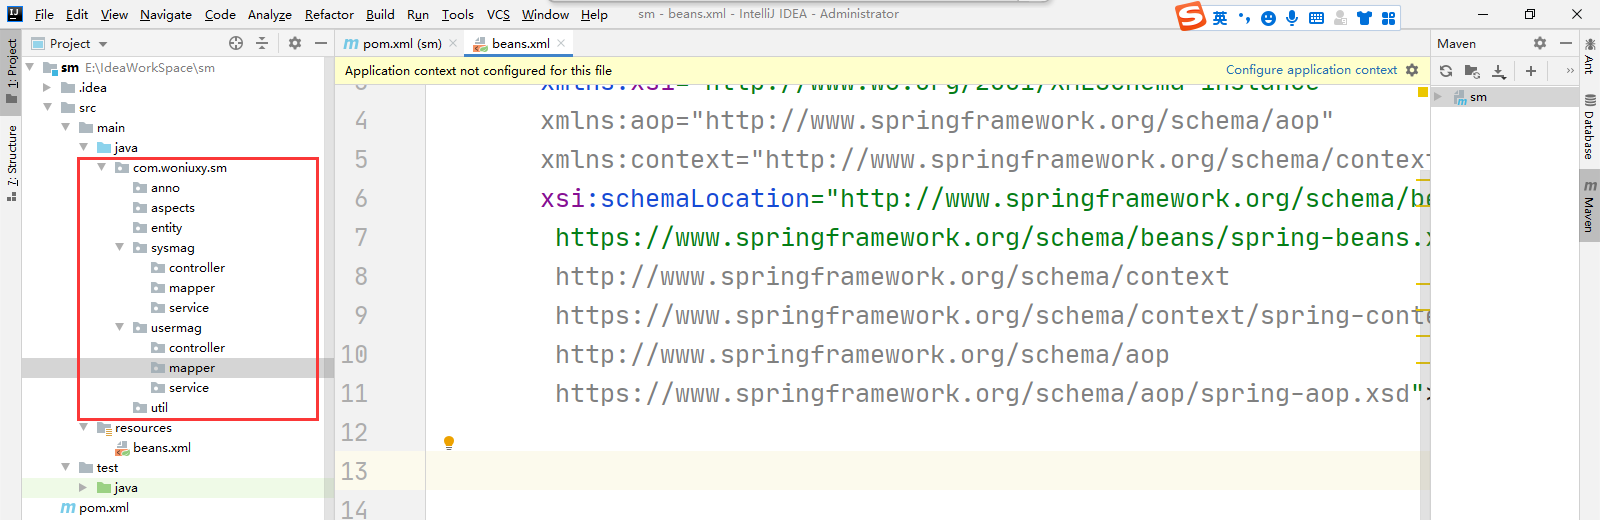 File Edit View Navigate Code Analyze Refactor Build Run Tools VCS Window Help sm - beans.xml - IntelliJ IDEA - Administrator
英
Project
pom.xml (sm) beans.xml
Maven
1: Project
7: Structure
sm E:\IdeaWorkSpace\sm
.idea
src
main
java
com.woniuxy.sm
anno
aspects
entity
sysmag
controller
mapper
service
usermag
controller
mapper
service
util
resources
beans.xml
test
java
pom.xml
Application context not configured for this file Configure application context
xmlns:xsi="http://www.w3.org/2001/XMLSchema-instance"
4 xmlns:aop="http://www.springframework.org/schema/aop"
5 xmlns:context="http://www.springframework.org/schema/context
6 xsi:schemaLocation="http://www.springframework.org/schema/be
7 https://www.springframework.org/schema/beans/spring-beans.x
8 http://www.springframework.org/schema/context
9 https://www.springframework.org/schema/context/spring-conte
10 http://www.springframework.org/schema/aop
11 https://www.springframework.org/schema/aop/spring-aop.xsd">
12
13
14
sm
Ant
Database
Maven